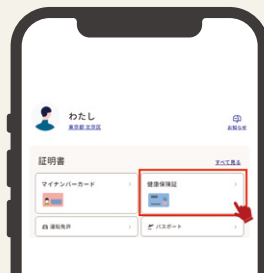 わたし
東京都文京区
お知らせ
証明書
すべて見る
マイナンバーカード
健康保険証
運転免許
パスポート